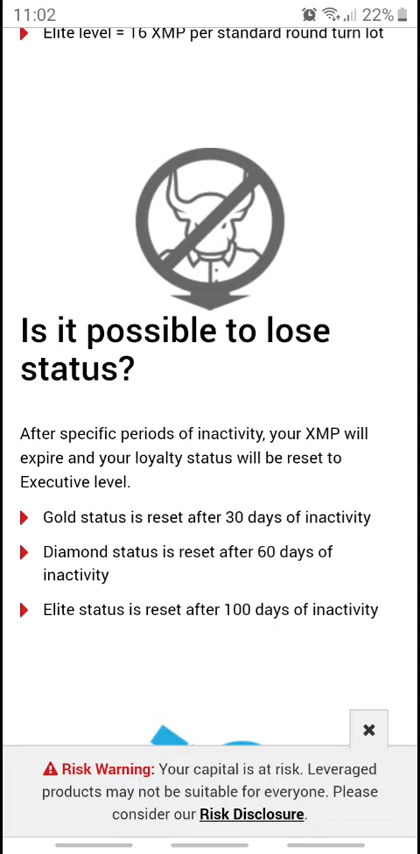 11:02 22%
Elite level = 16 XMP per standard round turn lot
Is it possible to lose
status?
After specific periods of inactivity, your XMP will
expire and your loyalty status will be reset to
Executive level.
Gold status is reset after 30 days of inactivity
Diamond status is reset after 60 days of
inactivity
Elite status is reset after 100 days of inactivity
Risk Warning: Your capital is at risk. Leveraged
products may not be suitable for everyone. Please
consider our Risk Disclosure.